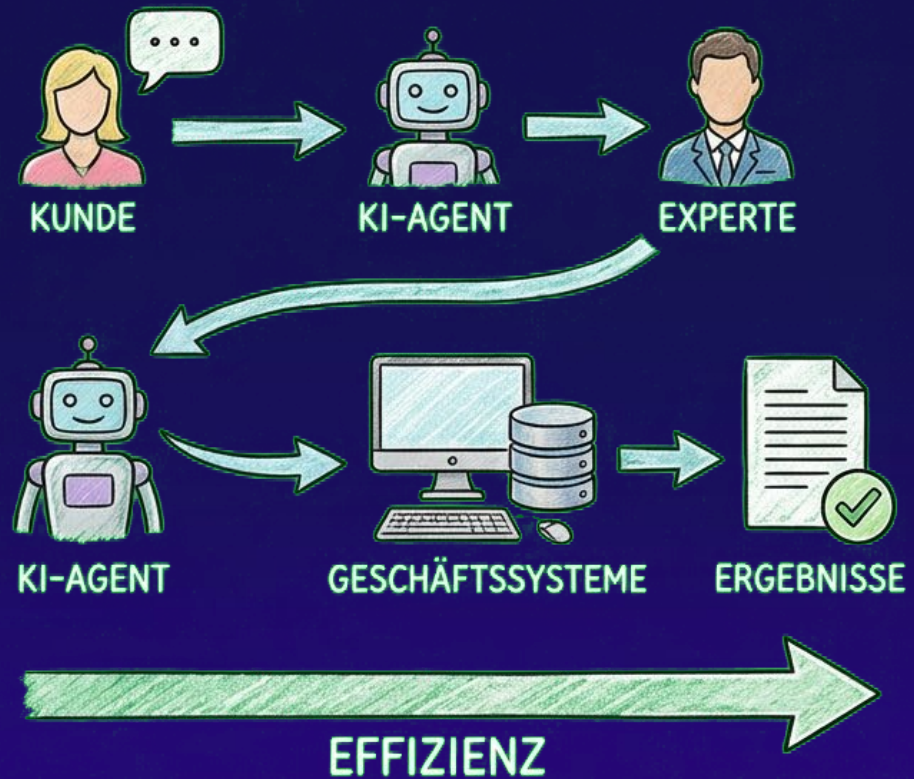 KUNDE
KI-AGENT
EXPERTE
KI-AGENT
GESCHÄFTSSYSTEME
ERGEBNISSE
EFFIZIENZ